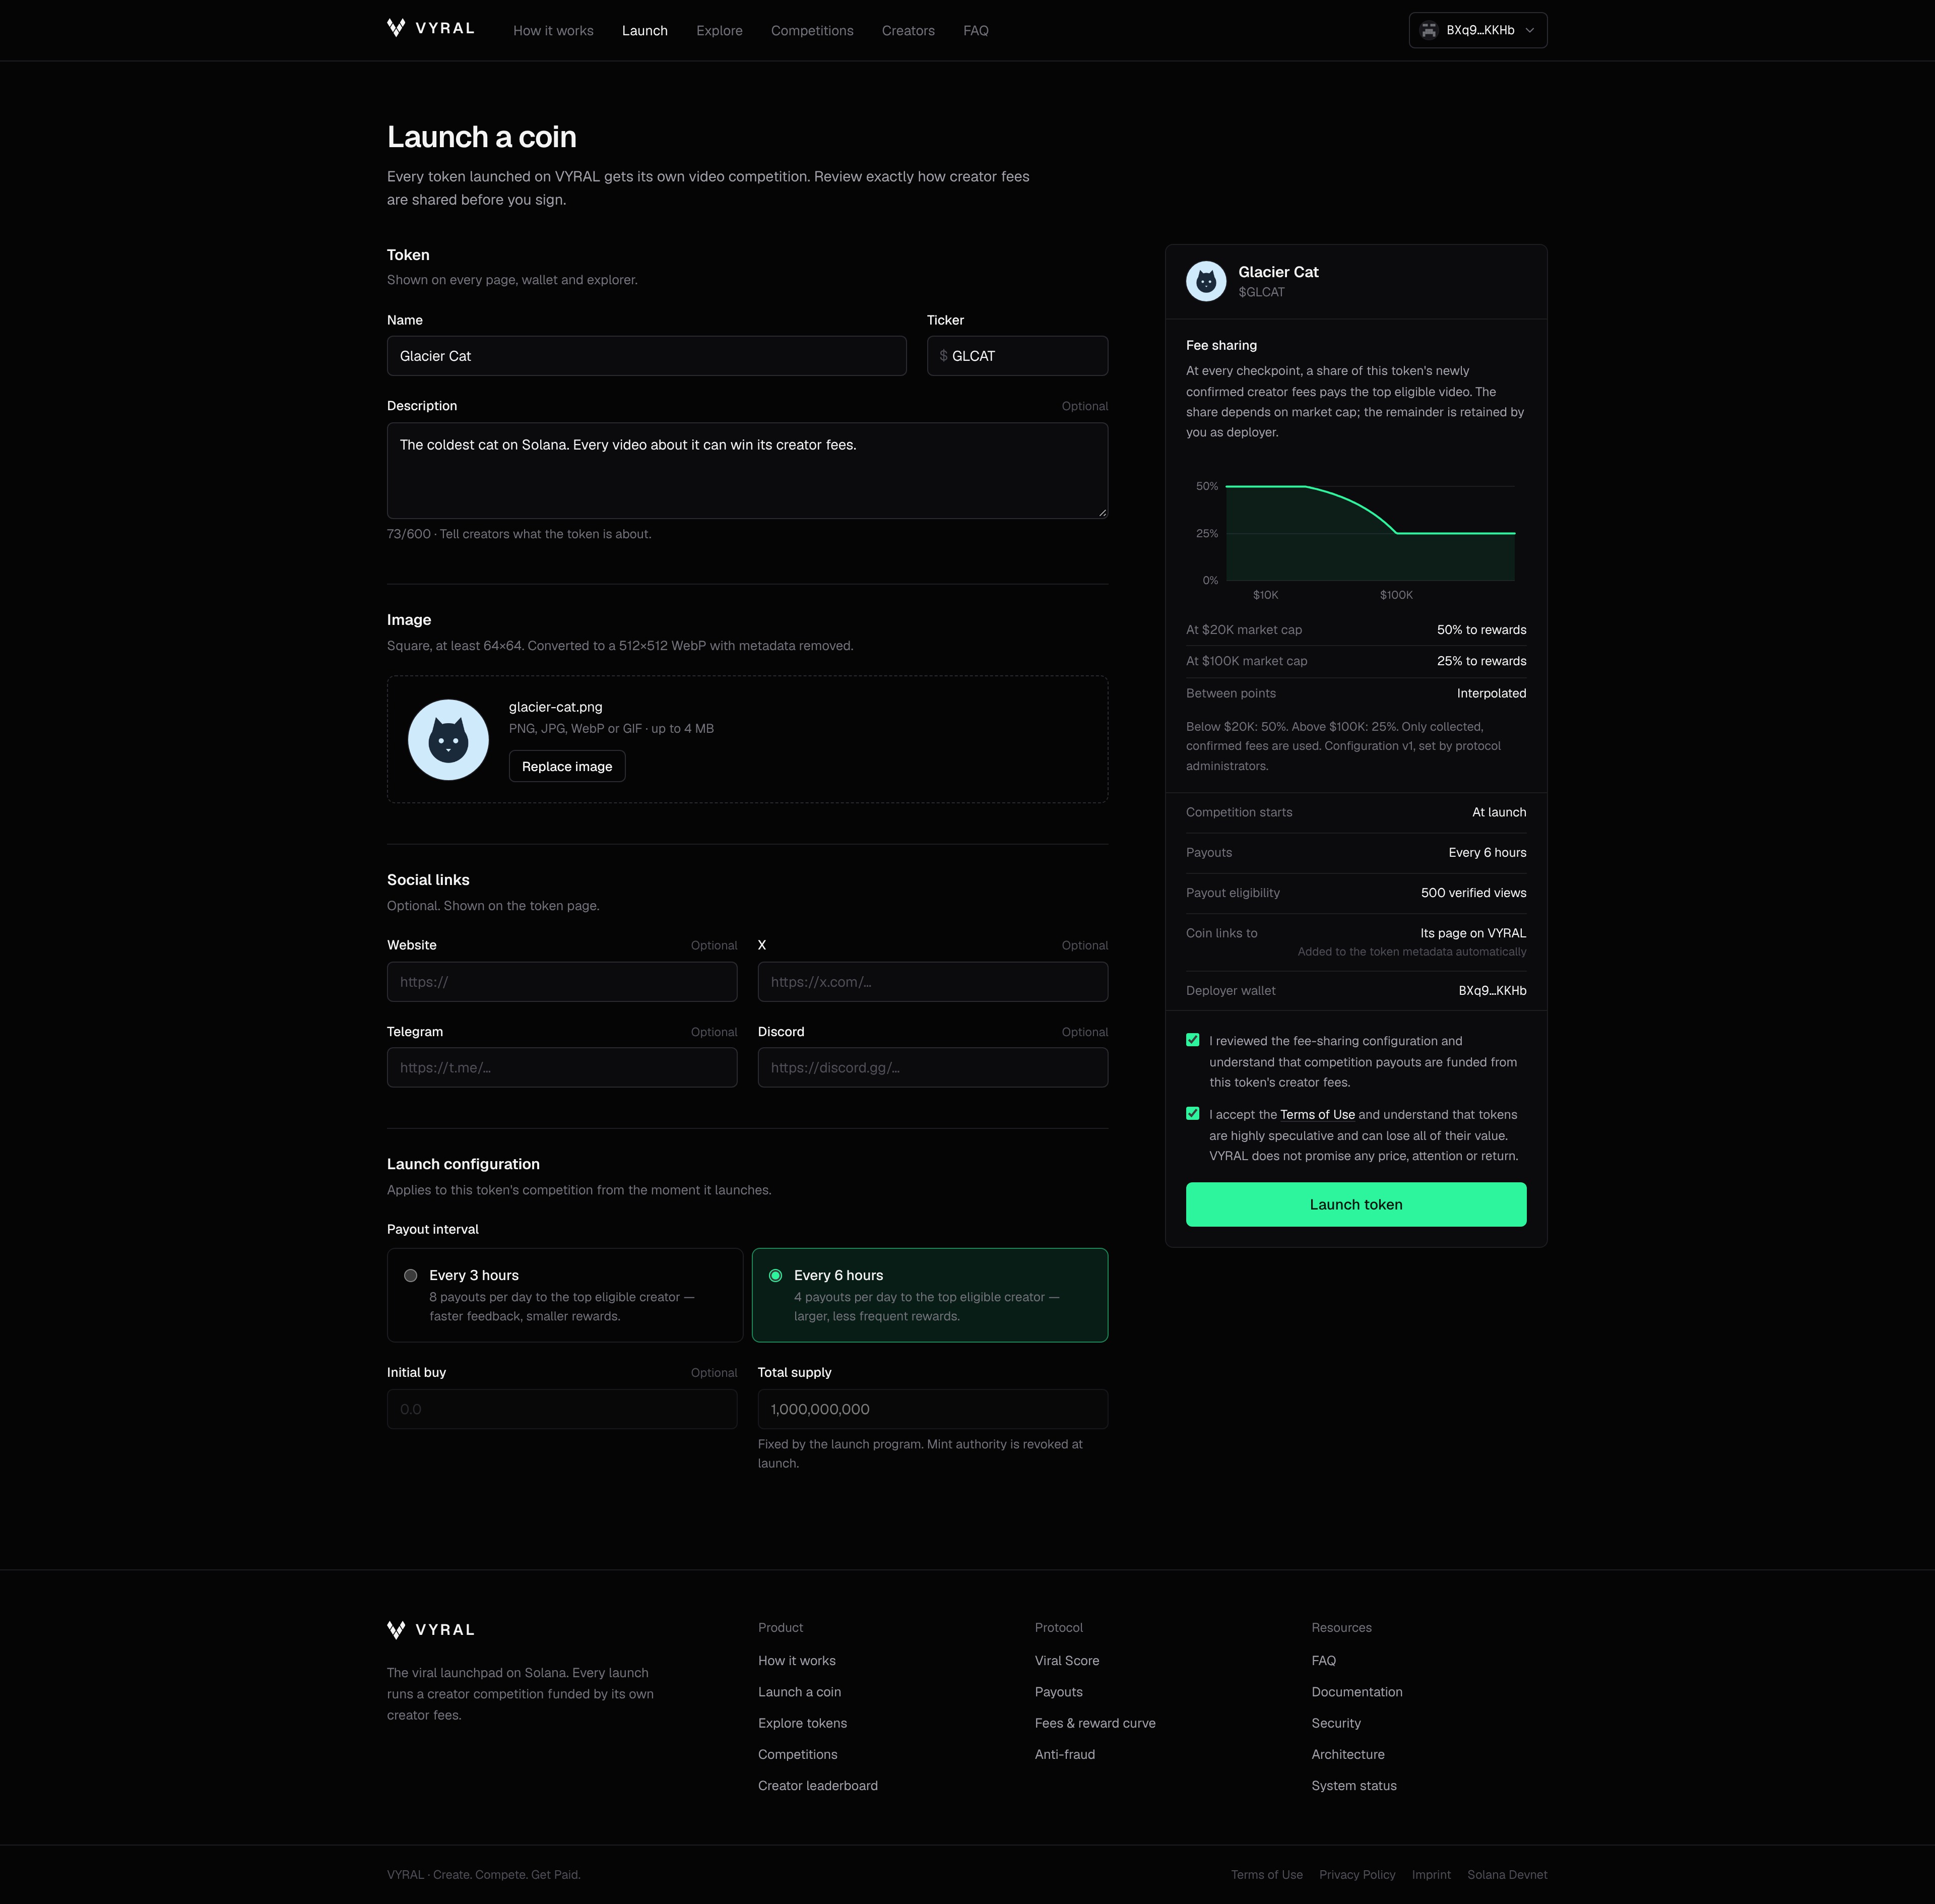 VYRAL
How it works
Launch
Explore
Competitions
Creators
FAQ
BXq9…KKHb
Launch a coin
Every token launched on VYRAL gets its own video competition. Review exactly how creator fees
are shared before you sign.
Token
Shown on every page, wallet and explorer.
Name
Ticker
Glacier Cat
$ GLCAT
Description
Optional
The coldest cat on Solana. Every video about it can win its creator fees.
73/600 · Tell creators what the token is about.
Image
Square, at least 64×64. Converted to a 512×512 WebP with metadata removed.
glacier-cat.png
PNG, JPG, WebP or GIF · up to 4 MB
Replace image
Social links
Optional. Shown on the token page.
Website
Optional
X
Optional
https://
https://x.com/…
Telegram
Optional
Discord
Optional
https://t.me/…
https://discord.gg/…
Launch configuration
Applies to this token's competition from the moment it launches.
Payout interval
Every 3 hours
8 payouts per day to the top eligible creator —
faster feedback, smaller rewards.
Every 6 hours
4 payouts per day to the top eligible creator —
larger, less frequent rewards.
Initial buy
Optional
Total supply
0.0
1,000,000,000
Fixed by the launch program. Mint authority is revoked at
launch.
Glacier Cat
$GLCAT
Fee sharing
At every checkpoint, a share of this token's newly
confirmed creator fees pays the top eligible video. The
share depends on market cap; the remainder is retained by
you as deployer.
50%
25%
0%
$10K
$100K
At $20K market cap
50% to rewards
At $100K market cap
25% to rewards
Between points
Interpolated
Below $20K: 50%. Above $100K: 25%. Only collected,
confirmed fees are used. Configuration v1, set by protocol
administrators.
Competition starts
At launch
Payouts
Every 6 hours
Payout eligibility
500 verified views
Coin links to
Its page on VYRAL
Added to the token metadata automatically
Deployer wallet
BXq9…KKHb
I reviewed the fee-sharing configuration and
understand that competition payouts are funded from
this token's creator fees.
I accept the Terms of Use and understand that tokens
are highly speculative and can lose all of their value.
VYRAL does not promise any price, attention or return.
Launch token
VYRAL
The viral launchpad on Solana. Every launch
runs a creator competition funded by its own
creator fees.
Product
How it works
Launch a coin
Explore tokens
Competitions
Creator leaderboard
Protocol
Viral Score
Payouts
Fees & reward curve
Anti-fraud
Resources
FAQ
Documentation
Security
Architecture
System status
VYRAL · Create. Compete. Get Paid.
Terms of Use
Privacy Policy
Imprint
Solana Devnet